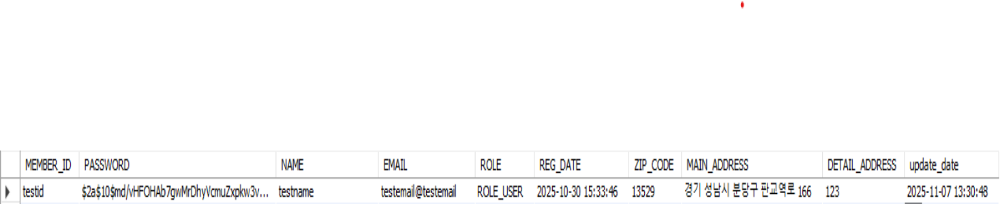 MEMBER_ID PASSWORD NAME EMAIL ROLE REG_DATE ZIP_CODE MAIN_ADDRESS DETAIL_ADDRESS update_date
testid $2a$10$md/vHFOHAb7gwMrDhyVcmuZxpkw3v... testname testemail@testemail ROLE_USER 2025-10-30 15:33:46 13529 경기 성남시 분당구 판교역로 166 123 2025-11-07 13:30:48